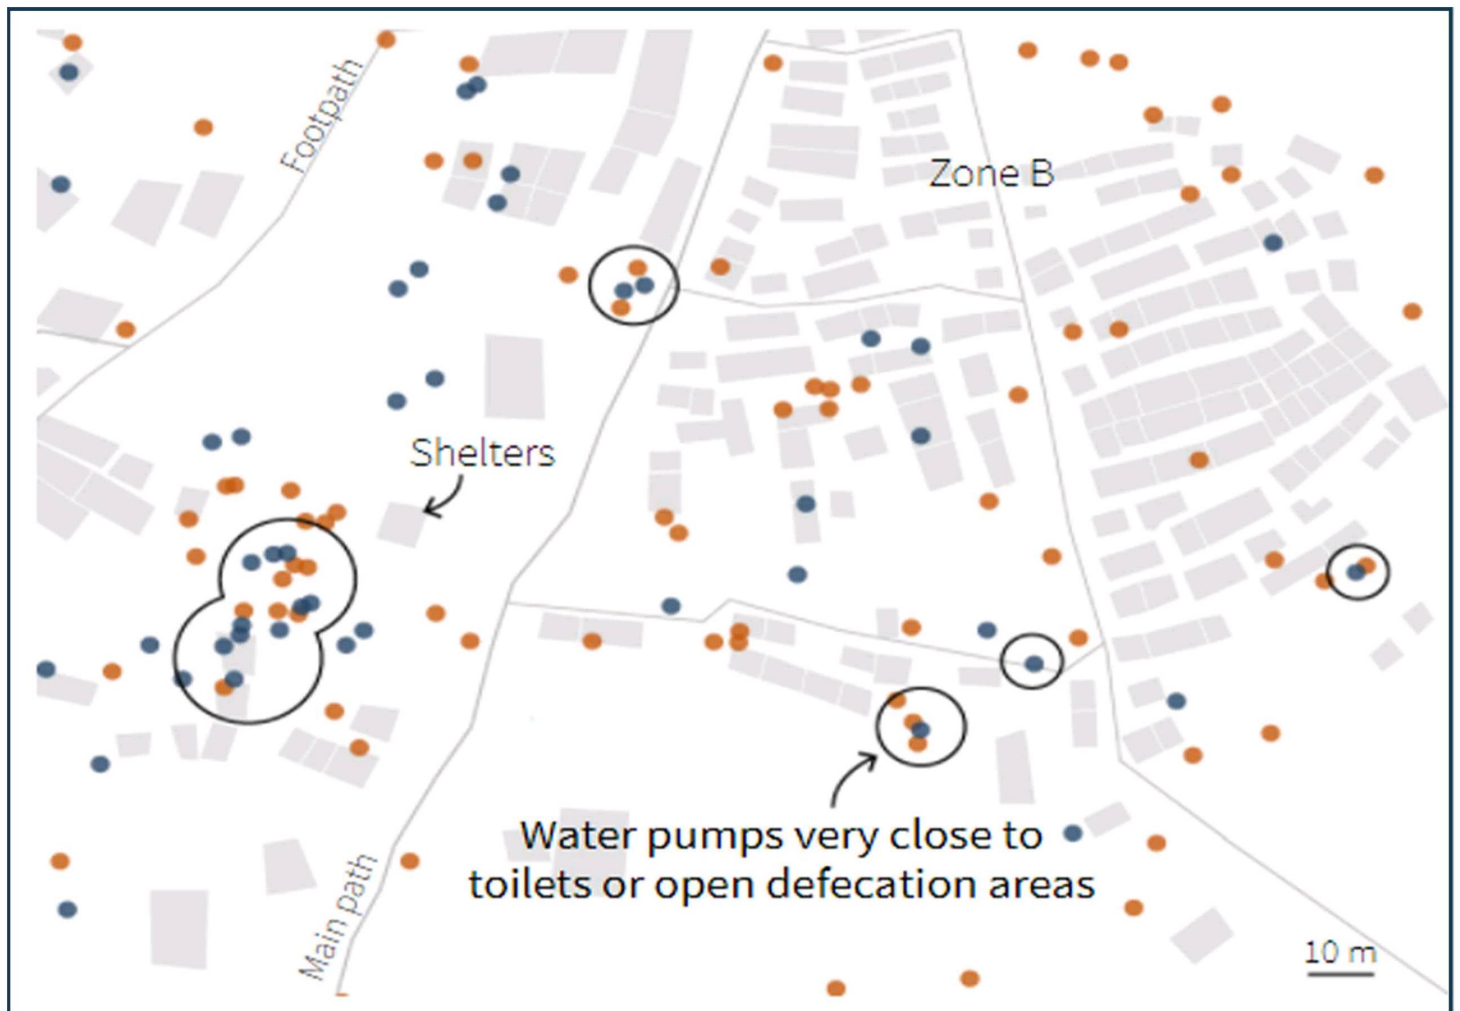 Footpath
Zone B
Shelters
Water pumps very close to
toilets or open defecation areas
Main path
10 m